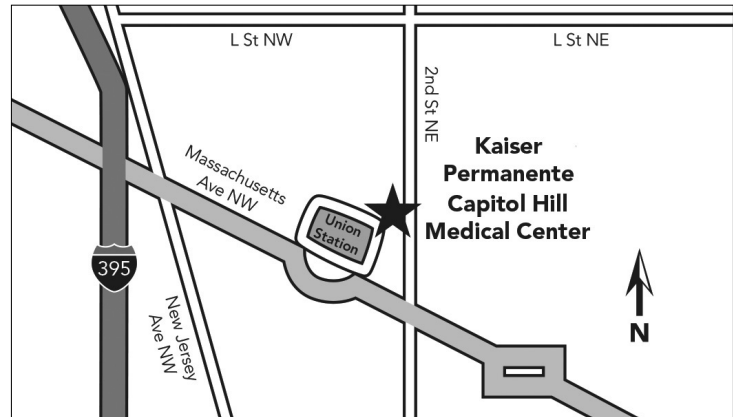 L St NW
L St NE
2nd St NE
Kaiser
Permanente
Capitol Hill
Medical Center
Massachusetts
Ave NW
Union
Station
395
New Jersey
Ave NW
N